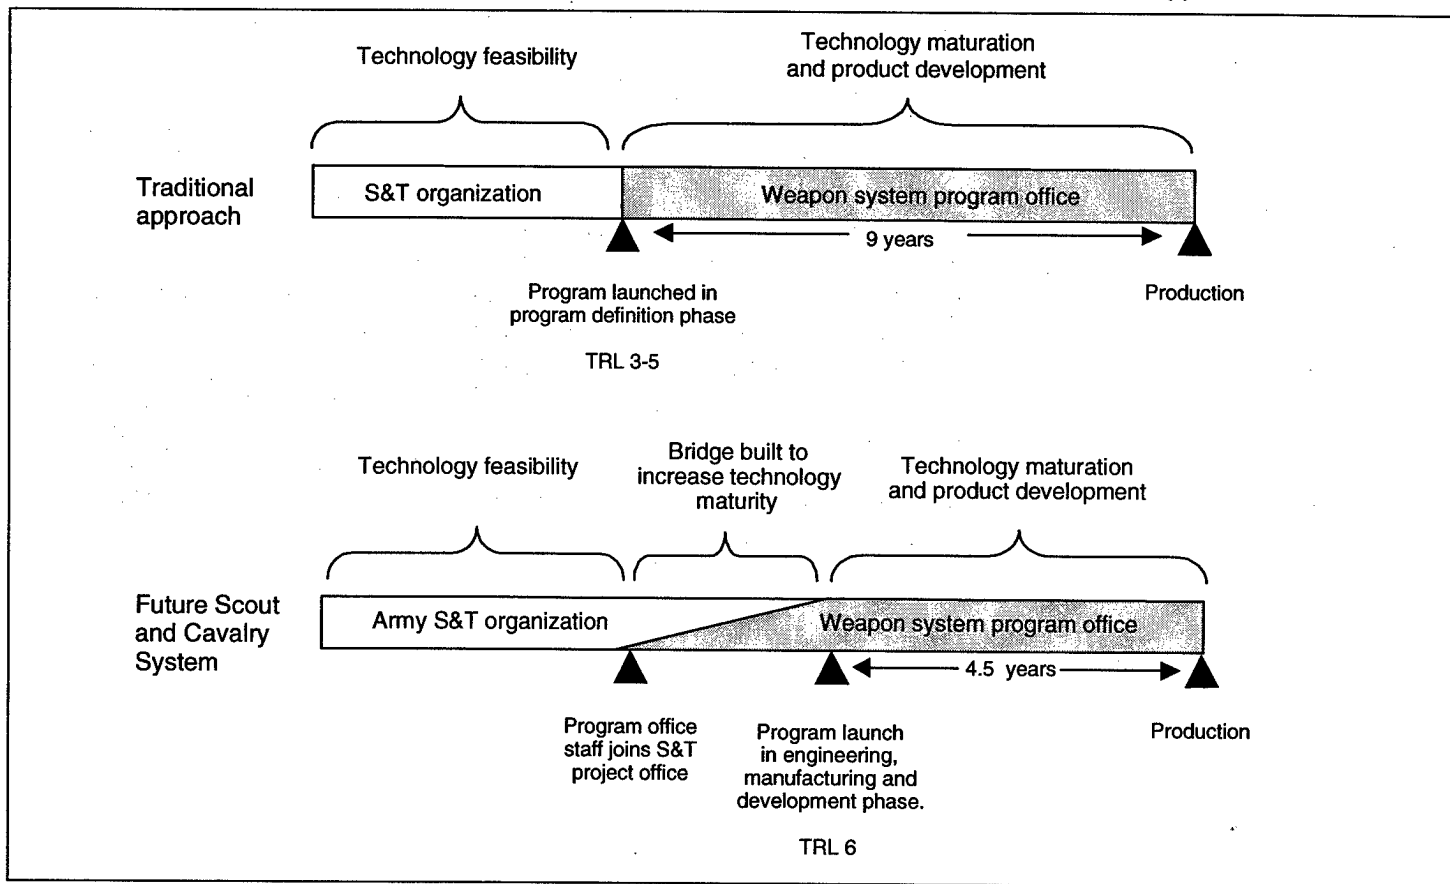 Technology feasibility
Technology maturation
and product development
Traditional
approach
S&T organization
Weapon system program office
9 years
Program launched in
program definition phase
Production
TRL 3-5
Technology feasibility
Bridge built to
increase technology
maturity
Technology maturation
and product development
Future Scout
and Cavalry
System
Army S&T organization
Weapon system program office
4.5 years
Program office
staff joins S&T
project office
Program launch
in engineering,
manufacturing and
development phase.
Production
TRL 6